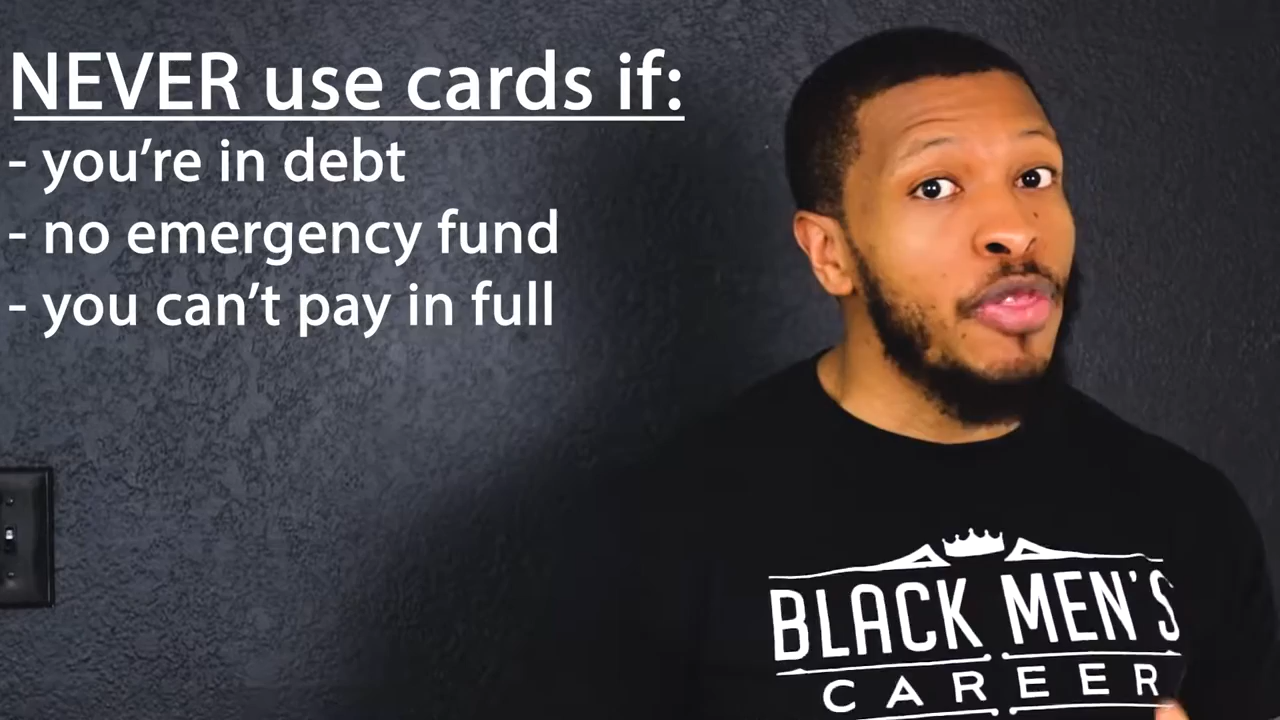 NEVER use cards if:
- you're in debt
- no emergency fund
- you can't pay in full
BLACK MEN'S
CAREER